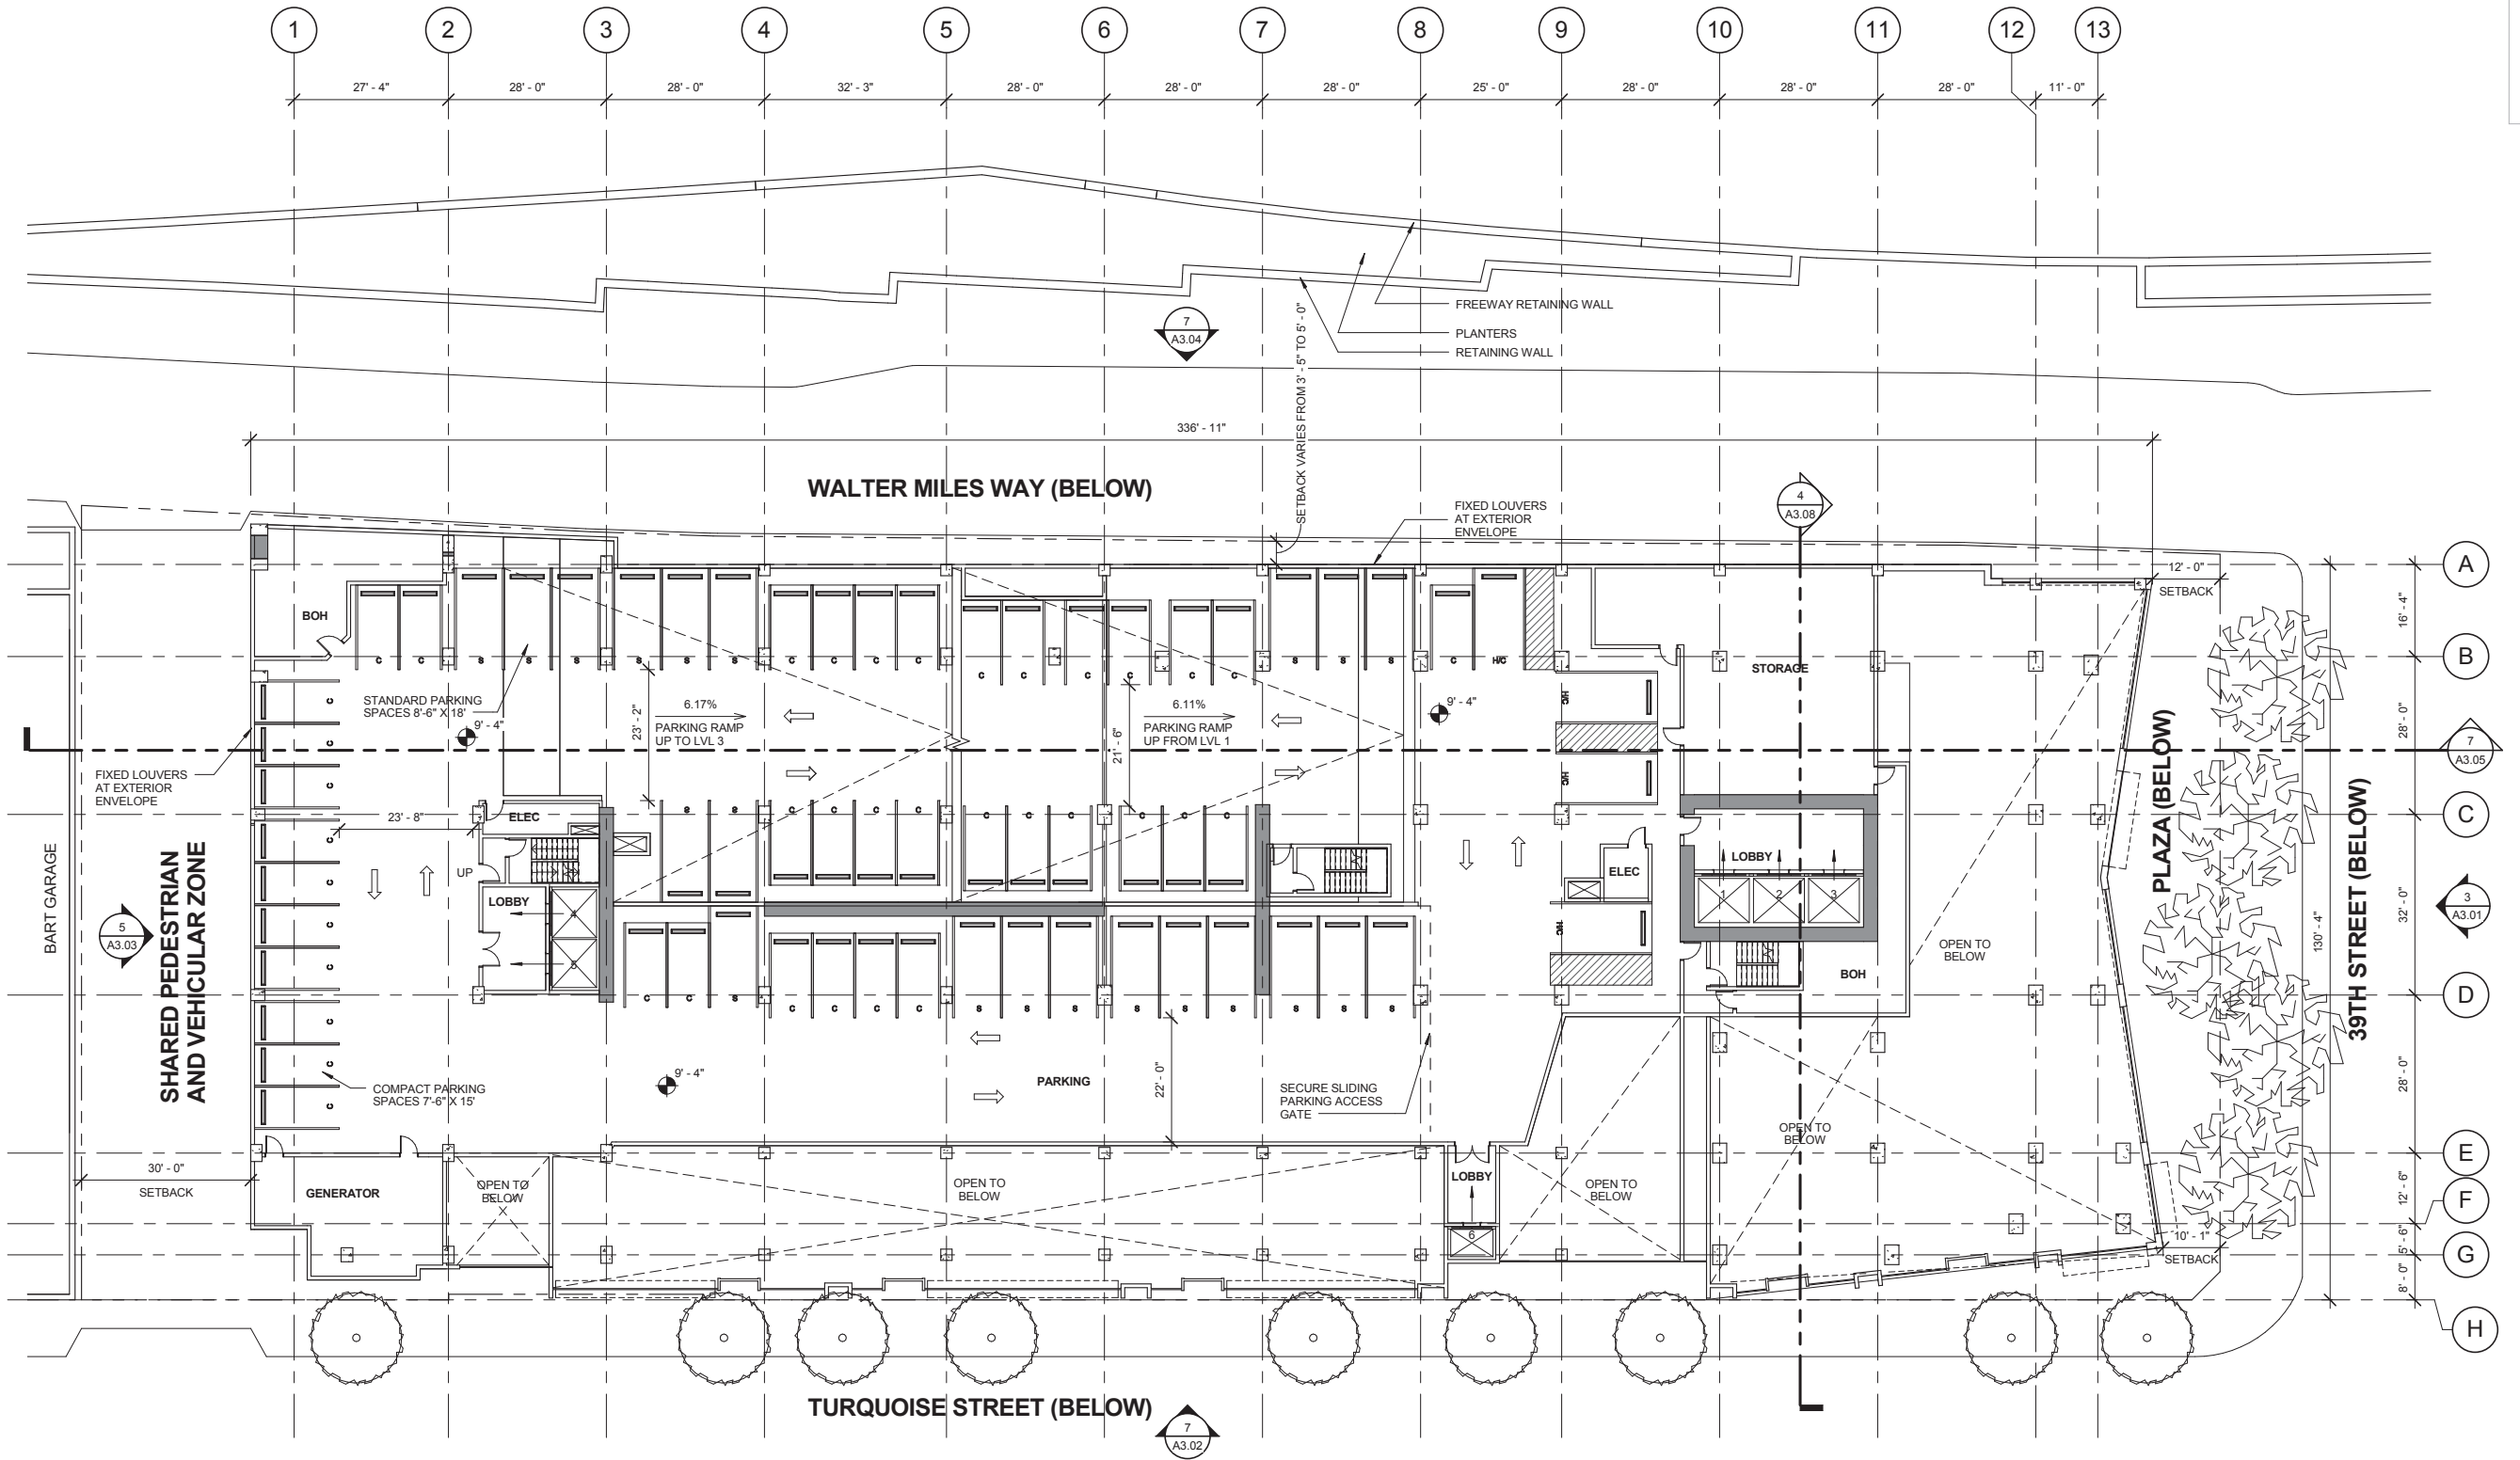 1
2
3
4
5
6
7
8
9
10
11
12
13
27' - 4"
28' - 0"
28' - 0"
32' - 3"
28' - 0"
28' - 0"
28' - 0"
25' - 0"
28' - 0"
28' - 0"
28' - 0"
11' - 0"
FREEWAY RETAINING WALL
PLANTERS
RETAINING WALL
7
A3.04
SETBACK VARIES FROM 3' - 5" TO 5' - 0"
336' - 11"
WALTER MILES WAY (BELOW)
FIXED LOUVERS
AT EXTERIOR
ENVELOPE
4
A3.08
A
12' - 0"
SETBACK
16' - 4"
BOH
C
C
S
S
S
S
S
S
C
C
C
C
C
C
C
C
C
C
S
S
S
C
H/C
STORAGE
B
STANDARD PARKING
SPACES 8'-6" X 18'
9' - 4"
23' - 2"
6.17%
PARKING RAMP
UP TO LVL 3
21' - 6"
6.11%
PARKING RAMP
UP FROM LVL 1
9' - 4"
H/C
H/C
28' - 0"
7
A3.05
FIXED LOUVERS
AT EXTERIOR
ENVELOPE
PLAZA (BELOW)
39TH STREET (BELOW)
C
C
C
C
C
C
C
C
C
C
C
23' - 8"
ELEC
S
S
C
C
C
C
C
C
C
C
C
C
C
UP
LOBBY
4
5
LOBBY
1
2
3
ELEC
H/C
32' - 0"
130' - 4"
3
A3.01
BART GARAGE
5
A3.03
SHARED PEDESTRIAN
AND VEHICULAR ZONE
OPEN TO
BELOW
BOH
D
C
C
S
C
C
C
C
S
S
S
S
S
S
S
S
S
COMPACT PARKING
SPACES 7'-6" X 15'
9' - 4"
PARKING
22' - 0"
SECURE SLIDING
PARKING ACCESS
GATE
28' - 0"
OPEN TO
BELOW
E
30' - 0"
SETBACK
GENERATOR
OPEN TO
BELOW
OPEN TO
BELOW
LOBBY
6
OPEN TO
BELOW
12' - 6"
F
5' - 6"
10' - 1"
SETBACK
G
8' - 0"
H
TURQUOISE STREET (BELOW)
7
A3.02